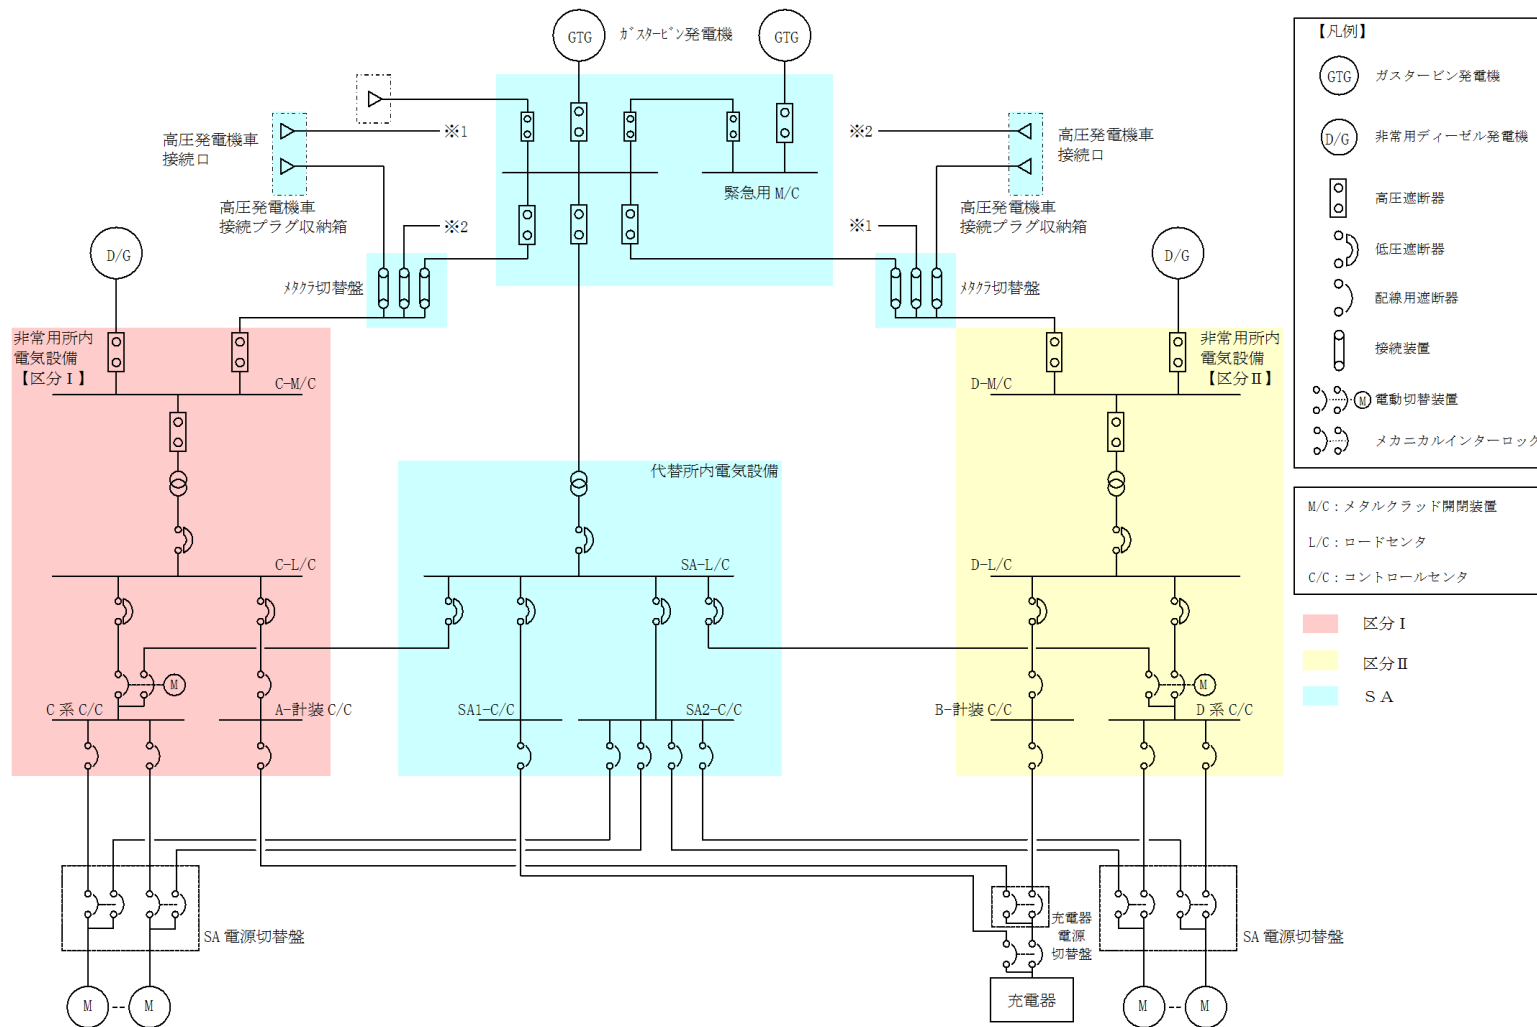 GTG
ガスタービン発電機
GTG
【凡例】
GTG
ガスタービン発電機
D/G
非常用ディーゼル発電機
高圧遮断器
低圧遮断器
配線用遮断器
接続装置
M
電動切替装置
メカニカルインターロック
M/C：メタルクラッド開閉装置
L/C：ロードセンタ
C/C：コントロールセンタ
区分Ⅰ
区分Ⅱ
ＳＡ
高圧発電機車
接続口
※1
※2
高圧発電機車
接続口
緊急用 M/C
高圧発電機車
接続プラグ収納箱
※2
※1
高圧発電機車
接続プラグ収納箱
D/G
メタクラ切替盤
メタクラ切替盤
D/G
非常用所内
電気設備
【区分Ⅰ】
C-M/C
D-M/C
非常用所内
電気設備
【区分Ⅱ】
代替所内電気設備
C-L/C
SA-L/C
D-L/C
M
M
C 系 C/C
A-計装 C/C
SA1-C/C
SA2-C/C
B-計装 C/C
D 系 C/C
SA 電源切替盤
充電器
電源
切替盤
SA 電源切替盤
M
M
充電器
M
M